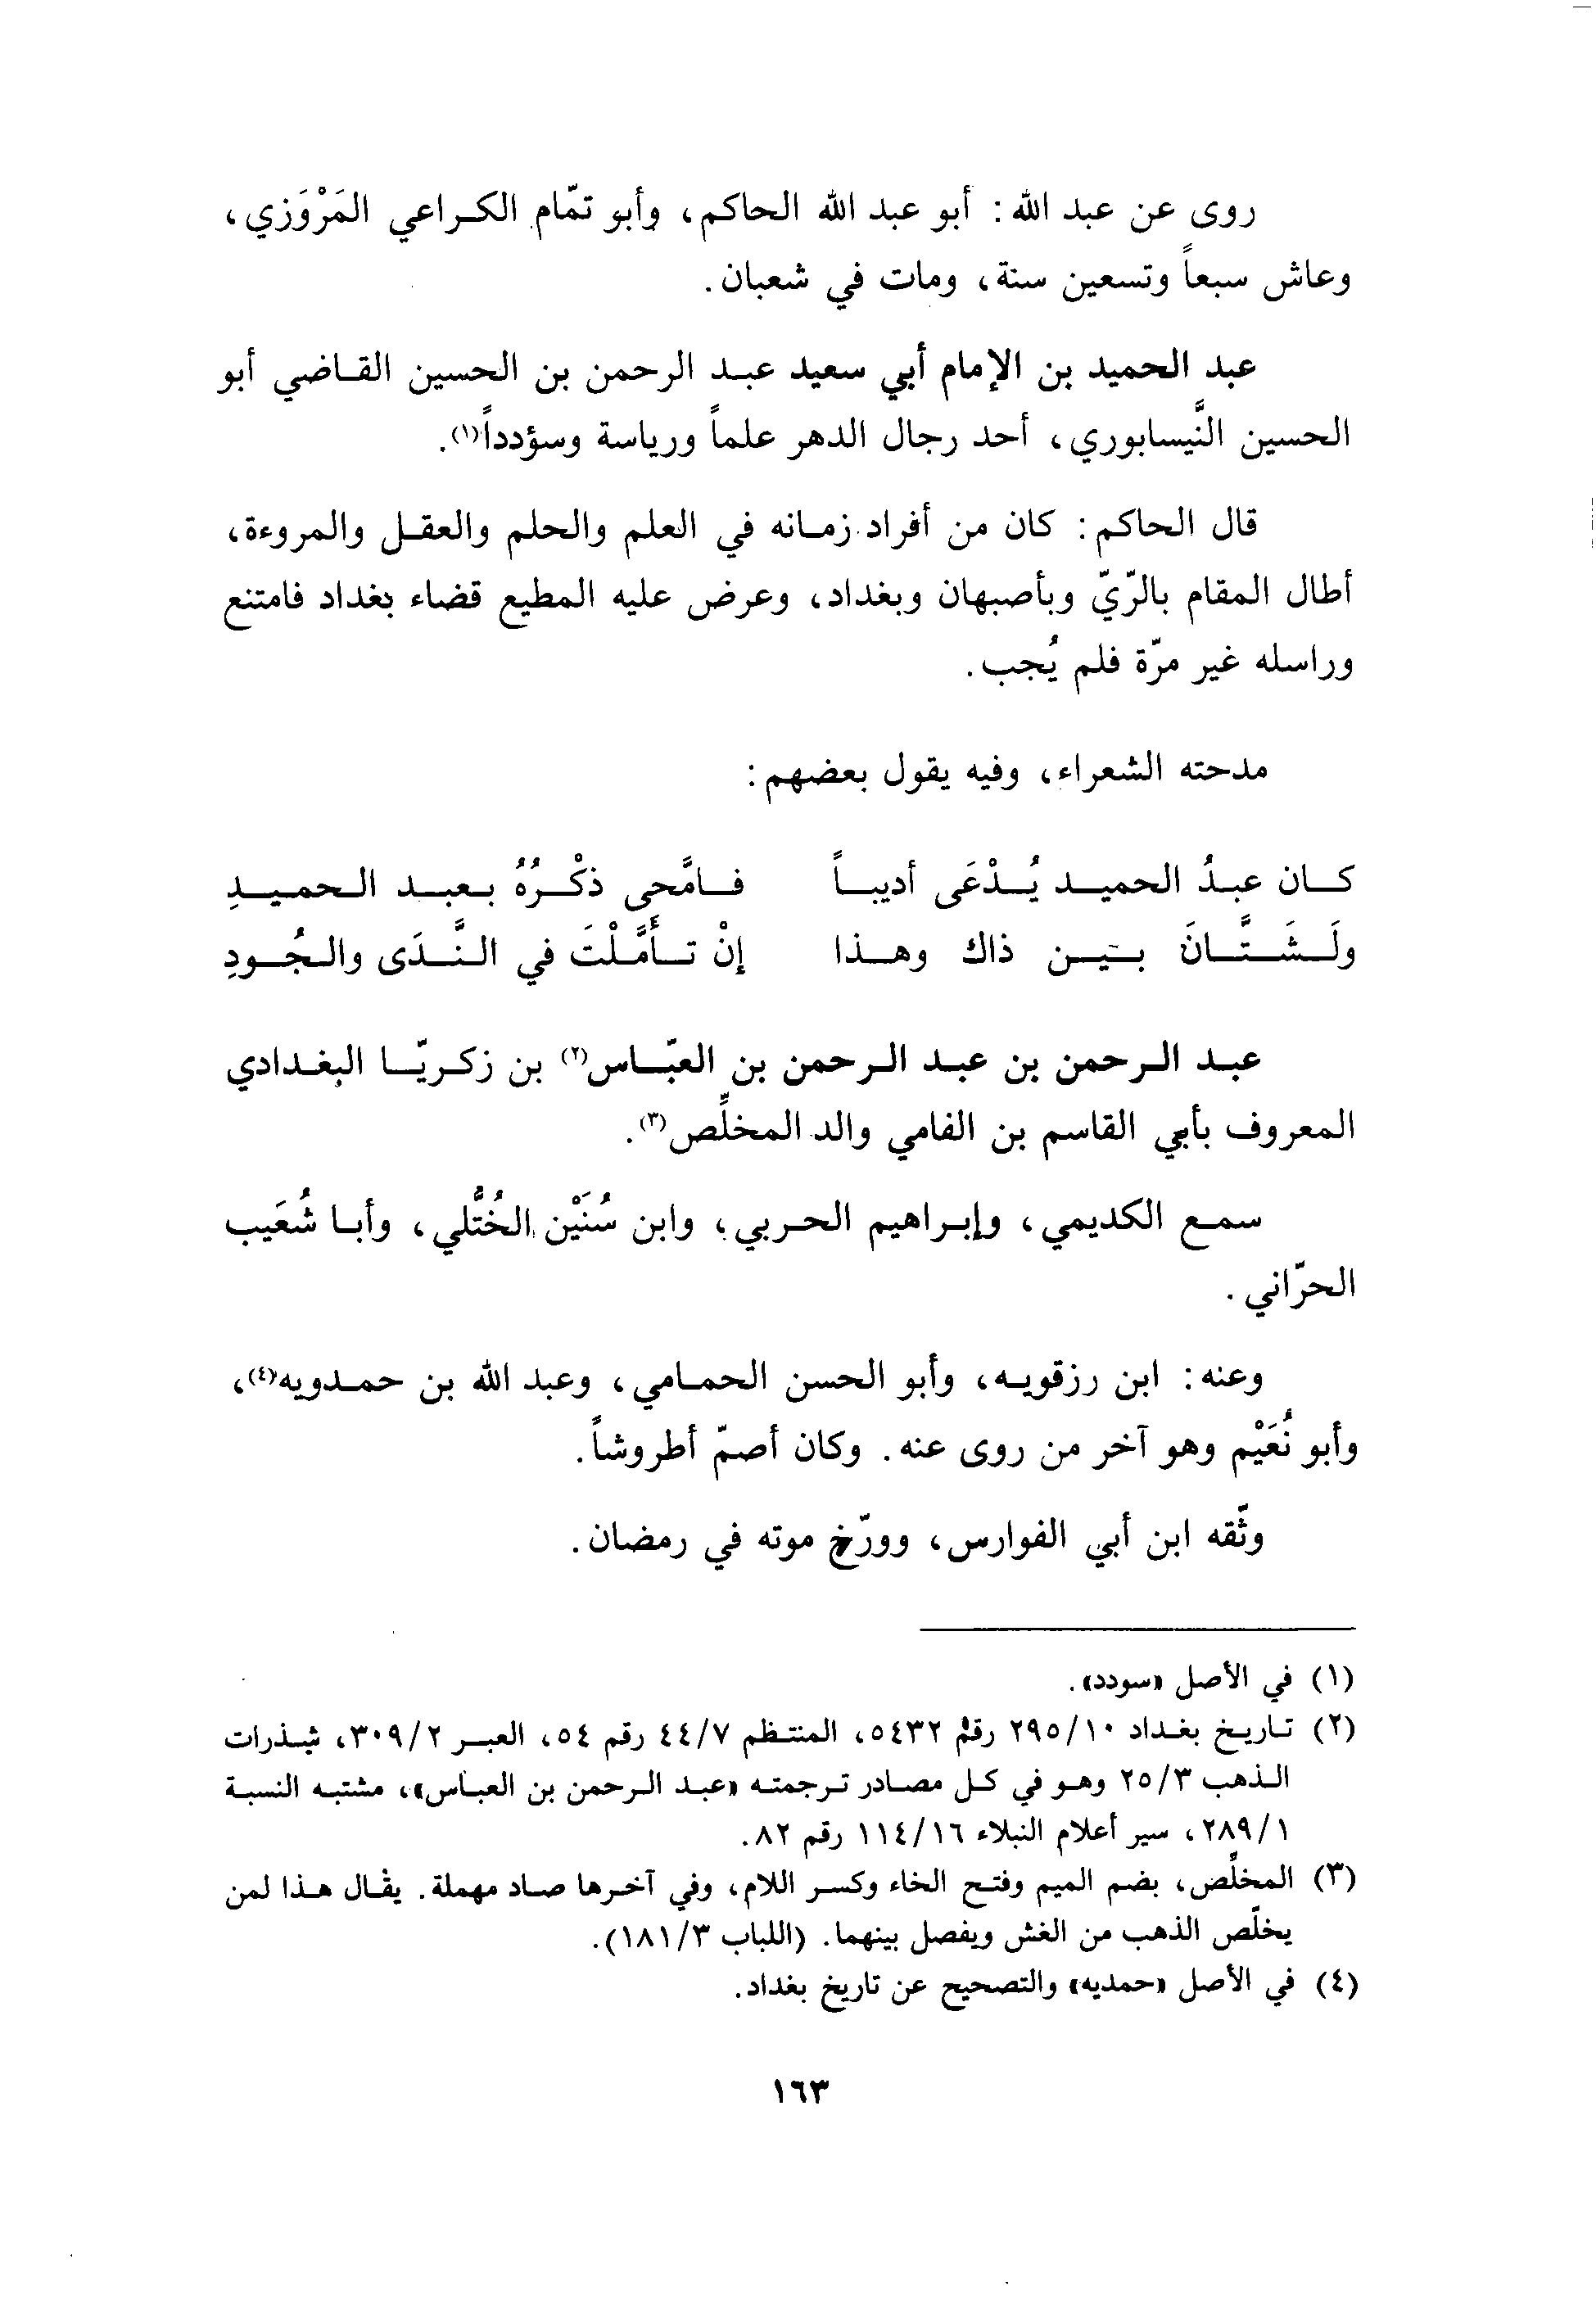 روى عن عبد الله: أبو عبد الله الحاكم، وأبو تمّام الكراعي المَرْوَزي،
وعاش سبعاً وتسعين سنة، ومات في شعبان.
عبد الحميد بن الإمام أبي سعيد عبد الرحمن بن الحسين القاضي أبو
الحسين النَّيسابوري، أحد رجال الدهر علماً ورياسة وسؤدداً(١).
قال الحاكم: كان من أفراد زمانه في العلم والحلم والعقل والمروءة،
أطال المقام بالرّيّ وبأصبهان وبغداد، وعرض عليه المطيع قضاء بغداد فامتنع
وراسله غير مرّة فلم يُجب.
مدحته الشعراء، وفيه يقول بعضهم:
كان عبدُ الحميد يُدْعَى أديباً فامَّحى ذكْرُهُ بعبد الحميدِ
ولَشَتَّانَ بين ذاك وهذا إنْ تأمَّلْتَ في النَّدَى والجُودِ
عبد الرحمن بن عبد الرحمن بن العبّاس(٢) بن زكريّا البغدادي
المعروف بأبي القاسم بن الفامي والد المخلِّص(٣).
سمع الكديمي، وإبراهيم الحربي، وابن سُنَيْن الخُتُّلي، وأبا شُعَيب
الحرّاني.
وعنه: ابن رزقويه، وأبو الحسن الحمامي، وعبد الله بن حمدويه(٤)،
وأبو نُعَيْم وهو آخر من روى عنه. وكان أصمّ أطروشاً.
وثّقه ابن أبي الفوارس، وورّخ موته في رمضان.
(١) في الأصل «سودد».
(٢) تاريخ بغداد ٢٩٥/١٠ رقم ٥٤٣٢، المنتظم ٤٤/٧ رقم ٥٤، العبر ٣٠٩/٢، شذرات
الذهب ٢٥/٣ وهو في كل مصادر ترجمته «عبد الرحمن بن العباس»، مشتبه النسبة
٢٨٩/١، سير أعلام النبلاء ١١٤/١٦ رقم ٨٢.
(٣) المخلّص، بضم الميم وفتح الخاء وكسر اللام، وفي آخرها صاد مهملة. يقال هذا لمن
يخلّص الذهب من الغش ويفصل بينهما. (اللباب ١٨١/٣).
(٤) في الأصل «حمديه» والتصحيح عن تاريخ بغداد.
١٦٣